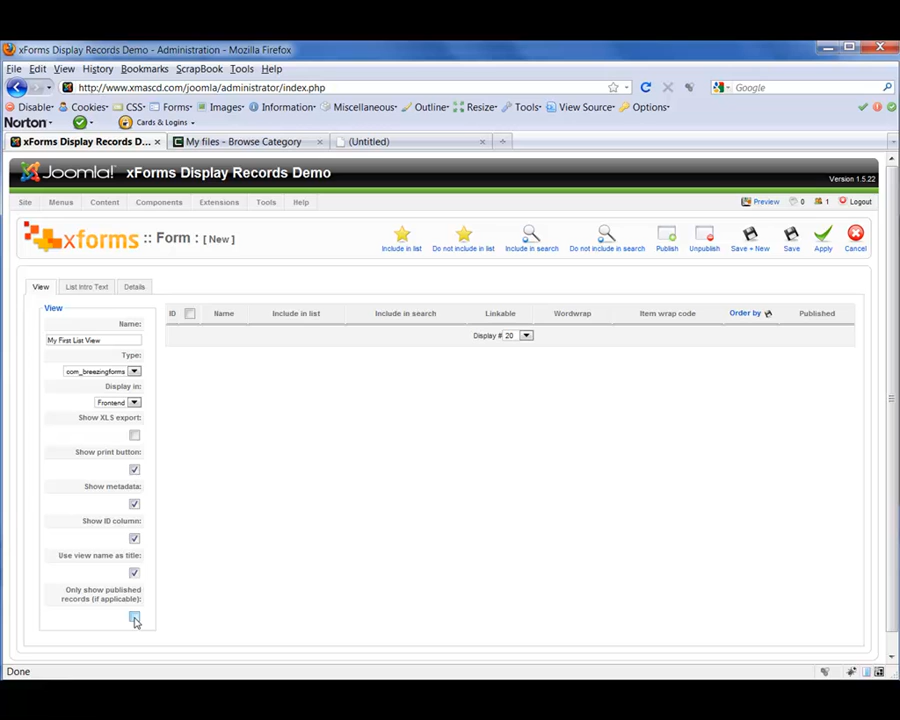 xForms Display Records Demo - Administration - Mozilla Firefox
File Edit View History Bookmarks ScrapBook Tools Help
http://www.xmascd.com/joomla/administrator/index.php
Google
Disable Cookies CSS Forms Images Information Miscellaneous Outline Resize Tools View Source Options
Norton Cards & Logins
xForms Display Records D... My files - Browse Category (Untitled)
Joomla! xForms Display Records Demo
Version 1.5.22
Site Menus Content Components Extensions Tools Help Preview 0 1 Logout
xforms :: Form : [ New ]
Include in list Do not include in list Include in search Do not include in search Publish Unpublish Save + New Save Apply Cancel
View List Intro Text Details
View
ID Name Include in list Include in search Linkable Wordwrap Item wrap code Order by Published
Name:
My First List View
Display # 20
Type:
com_breezingforms
Display in:
Frontend
Show XLS export:
Show print button:
Show metadata:
Show ID column:
Use view name as title:
Only show published
records (if applicable):
Done